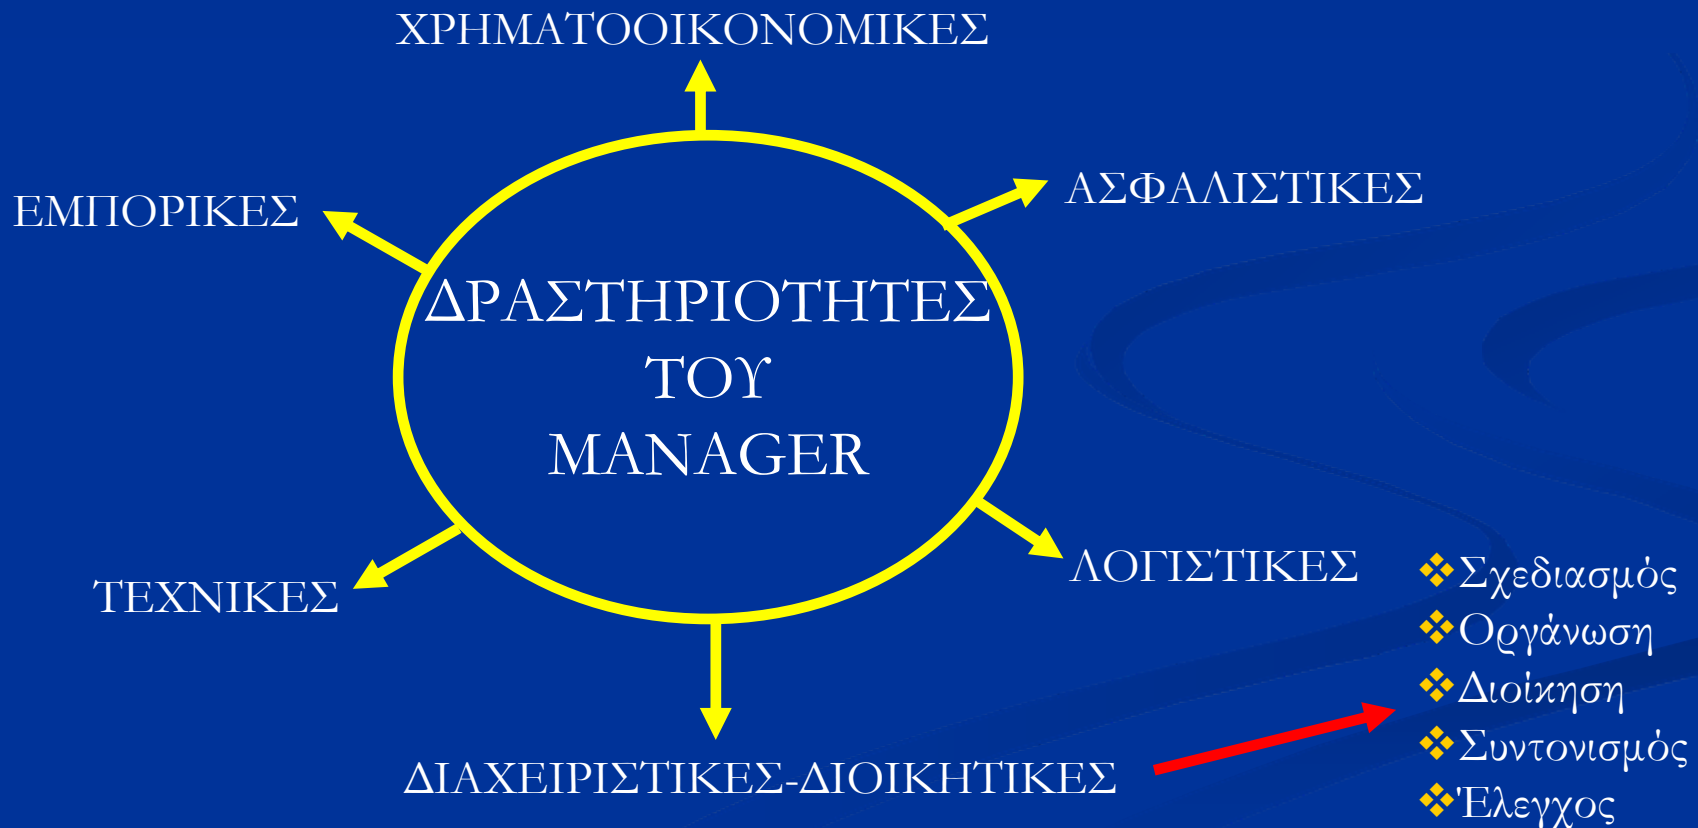 ΧΡΗΜΑΤΟΟΙΚΟΝΟΜΙΚΕΣ
ΕΜΠΟΡΙΚΕΣ
ΑΣΦΑΛΙΣΤΙΚΕΣ
ΔΡΑΣΤΗΡΙΟΤΗΤΕΣ
ΤΟΥ
MANAGER
ΤΕΧΝΙΚΕΣ
ΛΟΓΙΣΤΙΚΕΣ
ΔΙΑΧΕΙΡΙΣΤΙΚΕΣ-ΔΙΟΙΚΗΤΙΚΕΣ
❖Σχεδιασμός
❖Οργάνωση
❖Διοίκηση
❖Συντονισμός
❖Έλεγχος